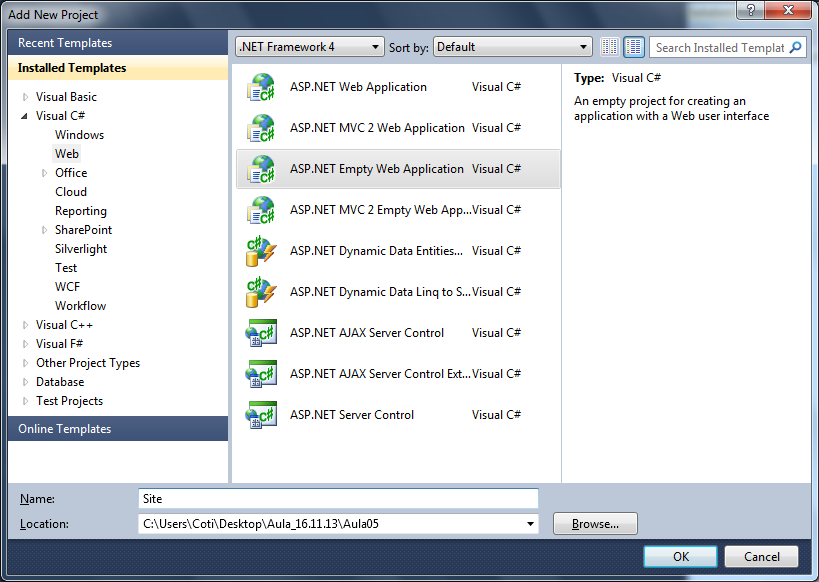 Add New Project
Recent Templates
Installed Templates
Visual Basic
Visual C#
Windows
Web
Office
Cloud
Reporting
SharePoint
Silverlight
Test
WCF
Workflow
Visual C++
Visual F#
Other Project Types
Database
Test Projects
Online Templates
.NET Framework 4 Sort by: Default Search Installed Templat
ASP.NET Web Application Visual C#
ASP.NET MVC 2 Web Application Visual C#
ASP.NET Empty Web Application Visual C#
ASP.NET MVC 2 Empty Web App... Visual C#
ASP.NET Dynamic Data Entities... Visual C#
ASP.NET Dynamic Data Linq to S... Visual C#
ASP.NET AJAX Server Control Visual C#
ASP.NET AJAX Server Control Ext... Visual C#
ASP.NET Server Control Visual C#
Type: Visual C#
An empty project for creating an
application with a Web user interface
Name: Site
Location: C:\Users\Coti\Desktop\Aula_16.11.13\Aula05 Browse...
OK Cancel